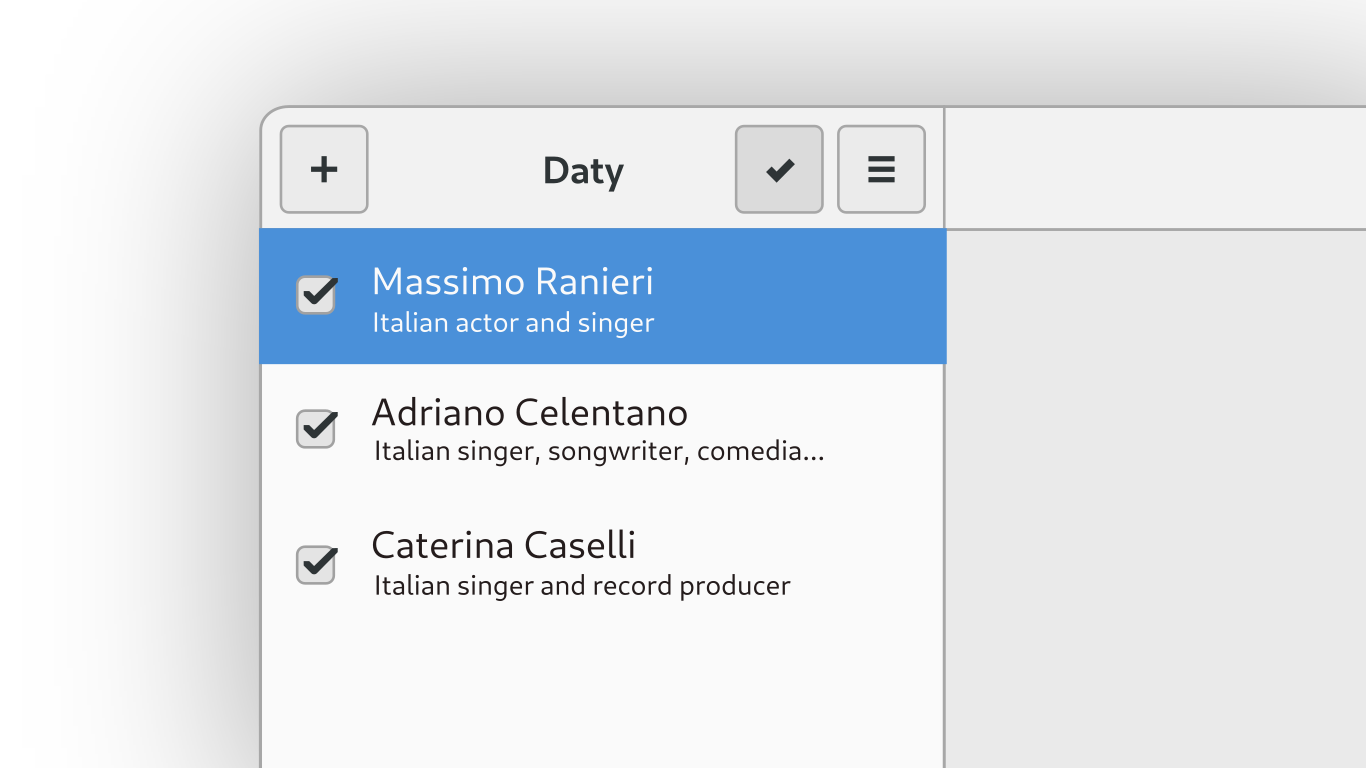 Daty
Massimo Ranieri
Italian actor and singer
Adriano Celentano
Italian singer, songwriter, comedia...
Caterina Caselli
Italian singer and record producer